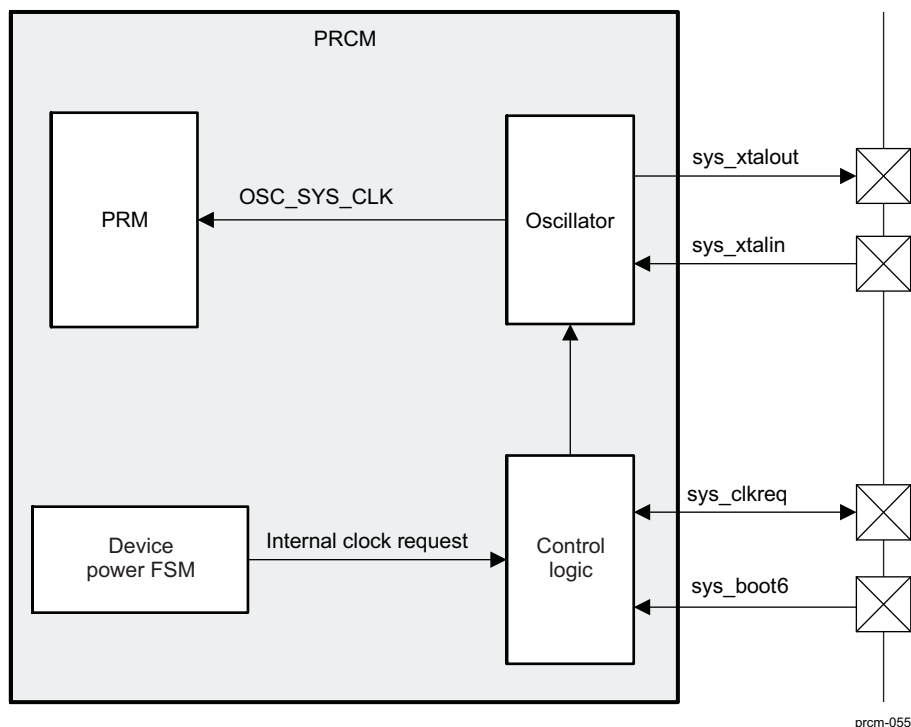 PRCM
sys_xtalout
OSC_SYS_CLK
PRM
Oscillator
sys_xtalin
sys_clkreq
Device
power FSM
Internal clock request
Control
logic
sys_boot6
prcm-055